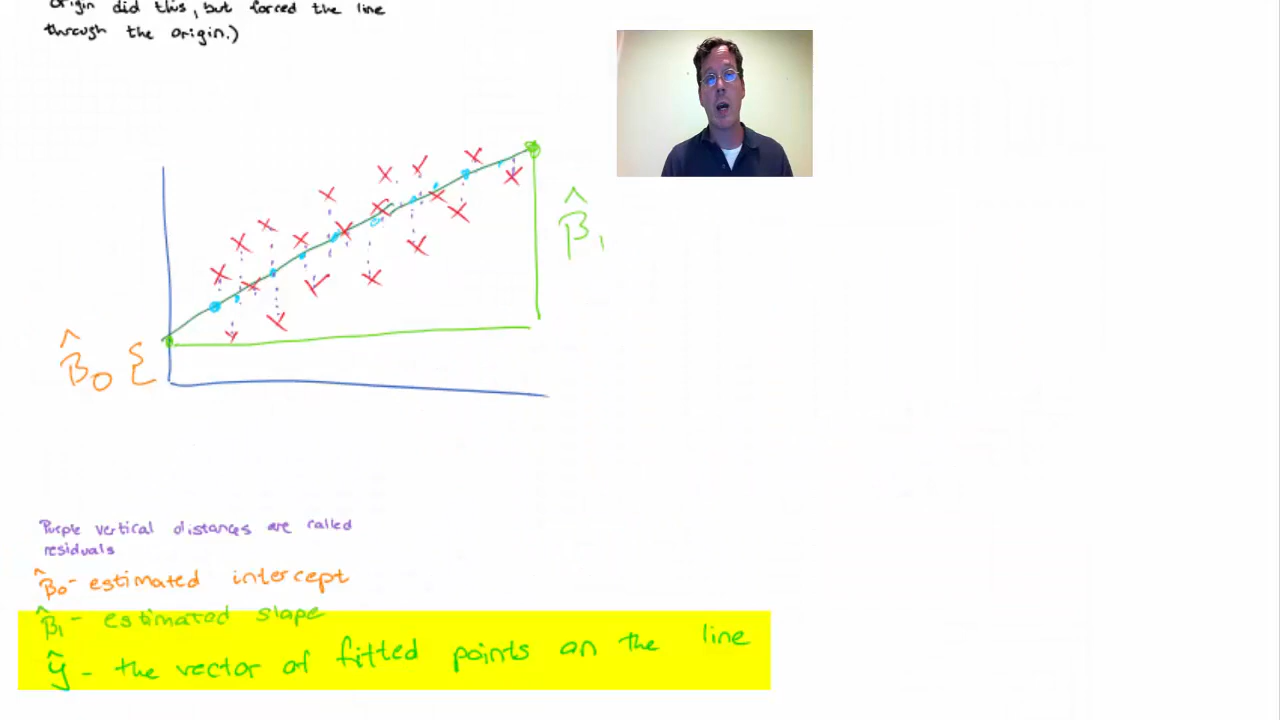 origin did this, but forced the line
through the origin.)
β̂₁
β̂₀ {
Purple vertical distances are called
residuals
β̂₀ - estimated intercept
β̂₁ - estimated slope
ŷ - the vector of fitted points on the line